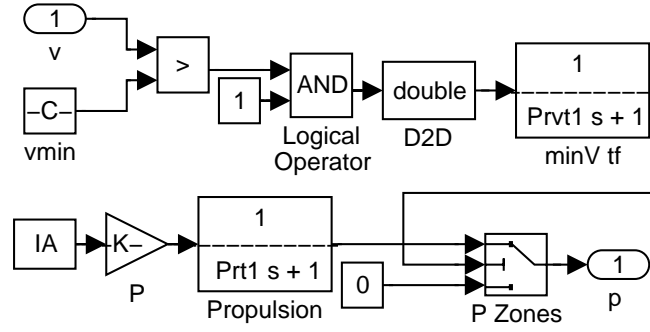 1
v
–C–
vmin
>
1
AND
Logical
Operator
double
D2D
1
Prvt1 s + 1
minV tf
IA
–K–
P
1
Prt1 s + 1
Propulsion
0
P Zones
1
p